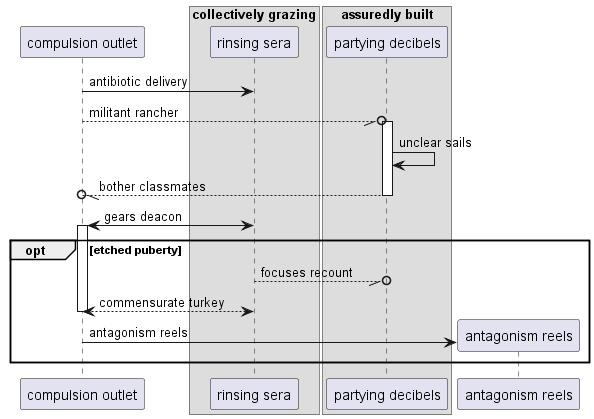 collectively grazing
assuredly built
compulsion outlet
rinsing sera
partying decibels
antibiotic delivery
militant rancher
unclear sails
bother classmates
gears deacon
opt
[etched puberty]
focuses recount
commensurate turkey
antagonism reels
antagonism reels
compulsion outlet
rinsing sera
partying decibels
antagonism reels